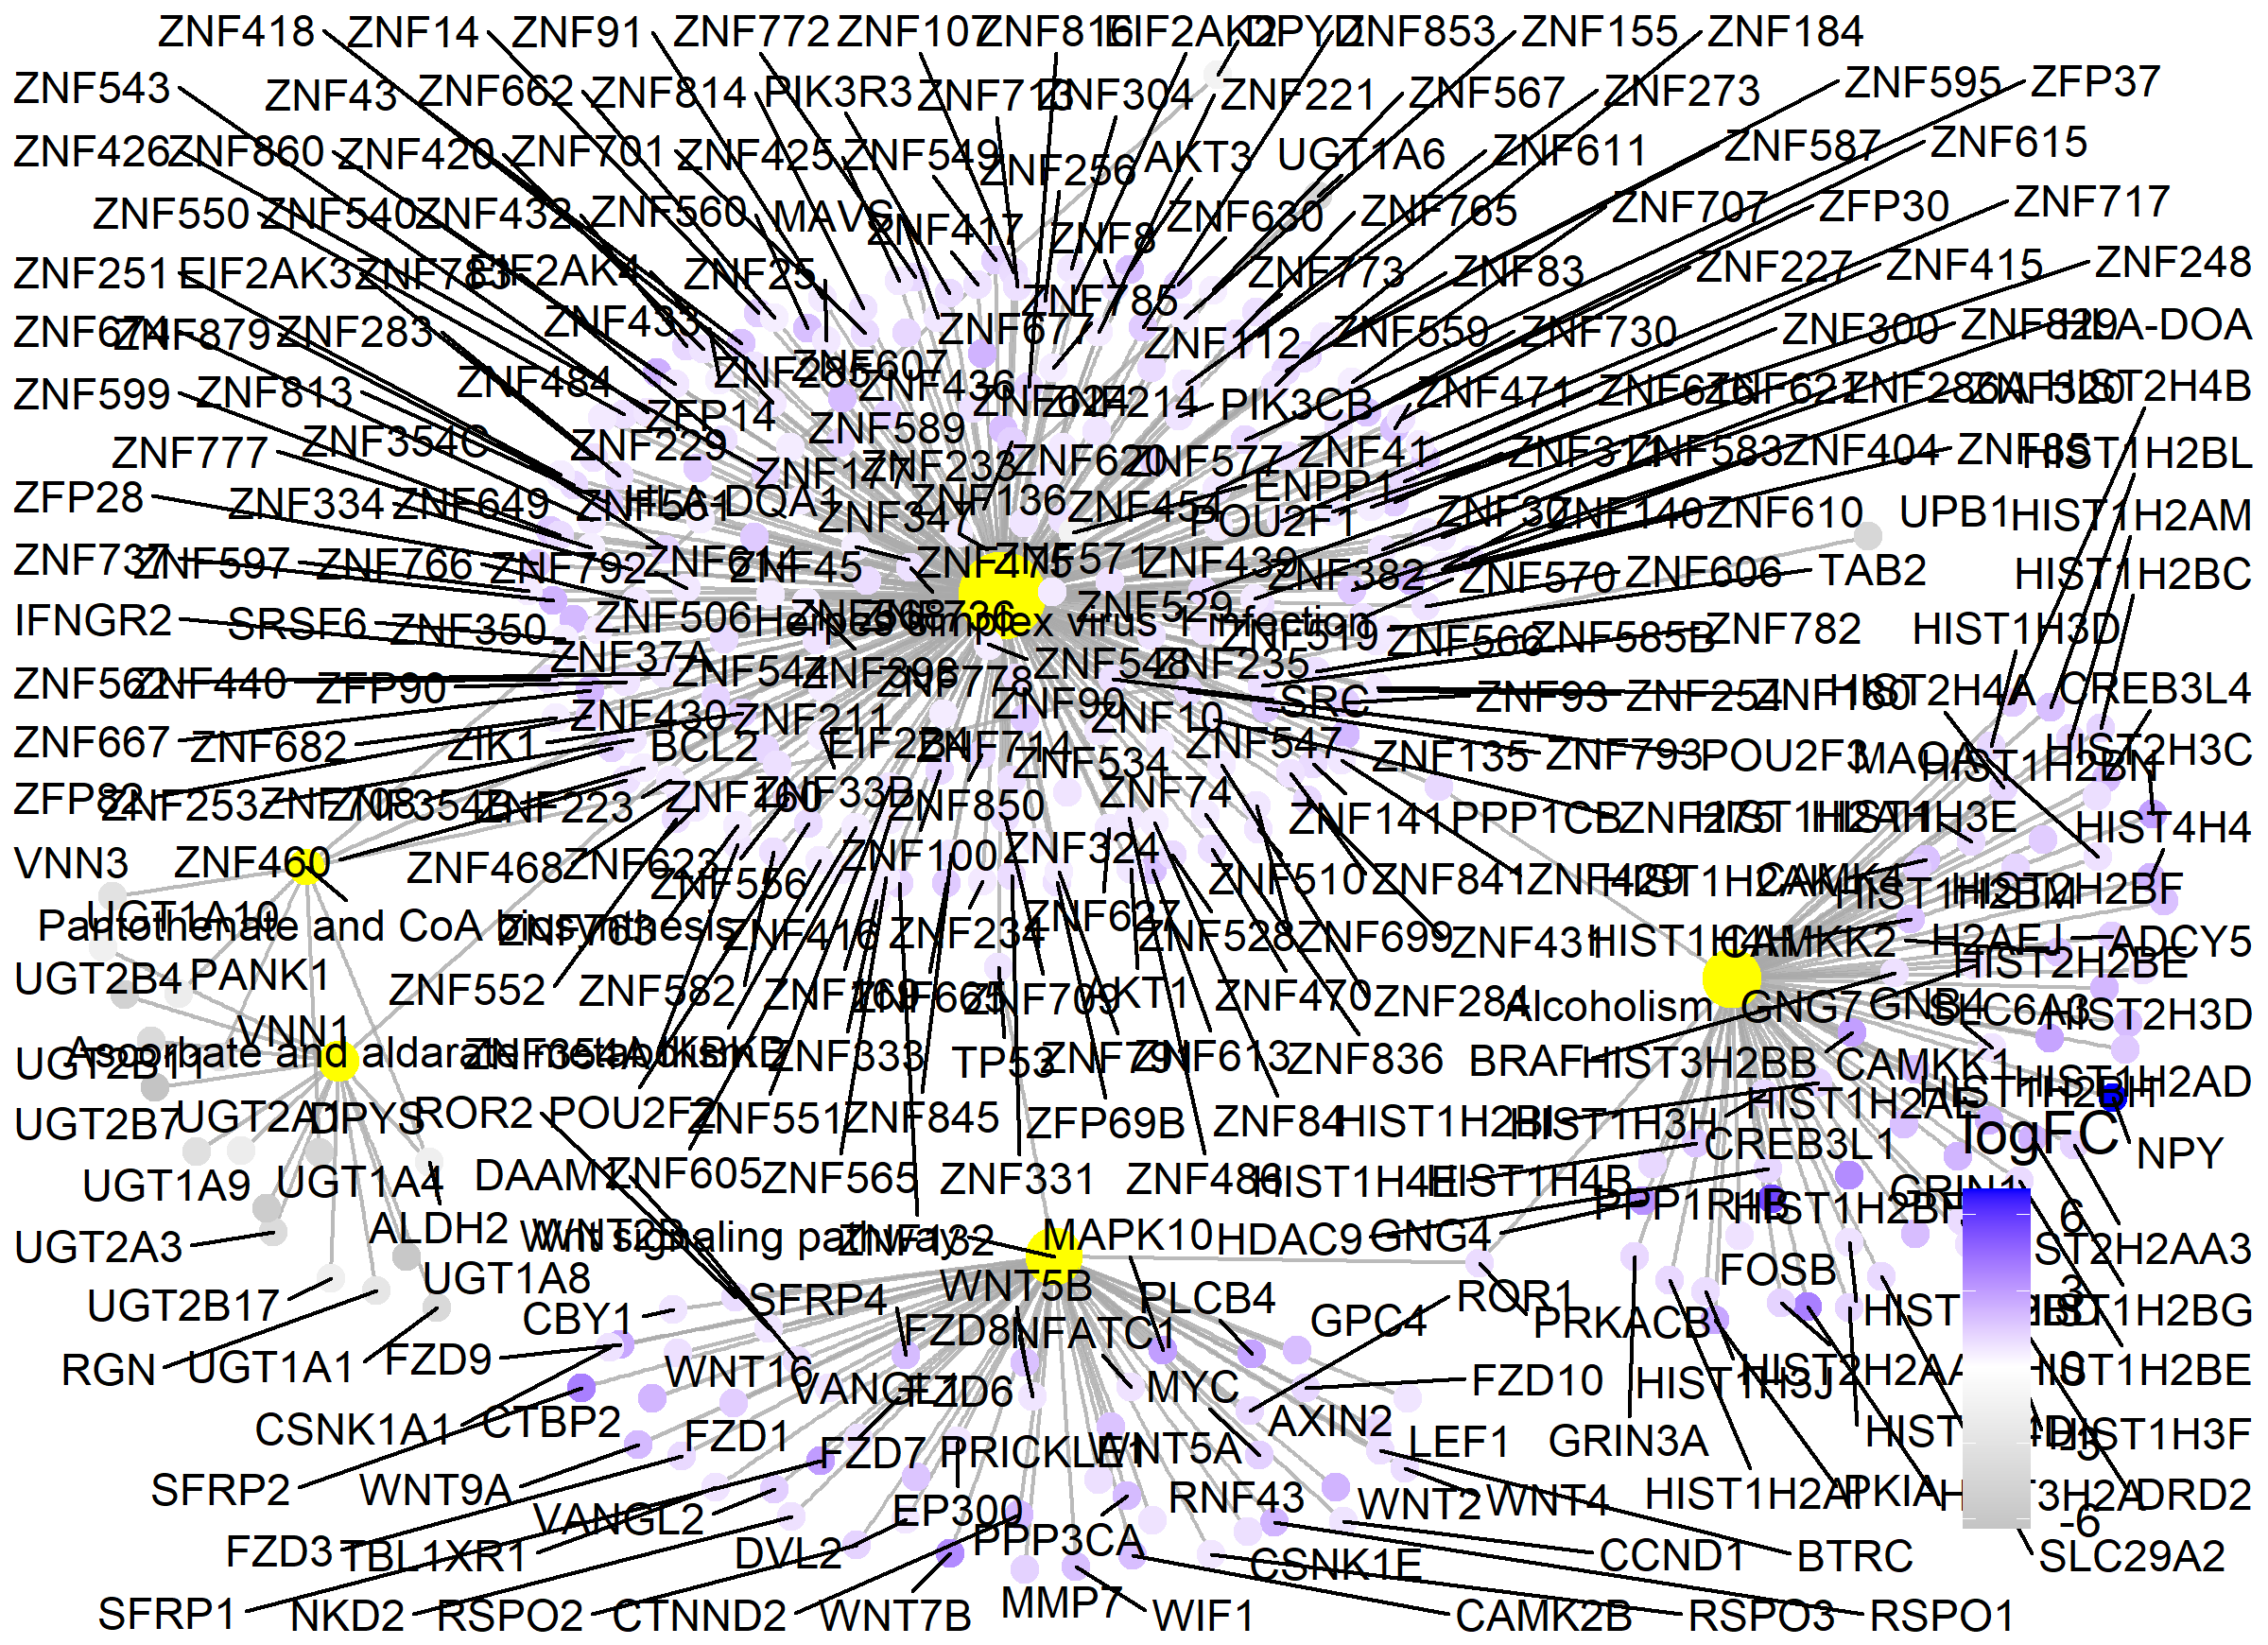 ZNF418 ZNF14 ZNF91 ZNF772 ZNF107 ZNF816 EIF2AK2 DPYD ZNF853 ZNF155 ZNF184
ZNF543 ZNF43 ZNF662 ZNF814 PIK3R3 ZNF713 ZNF304 ZNF221 ZNF567 ZNF273 ZNF595 ZFP37
ZNF426 ZNF860 ZNF420 ZNF701 ZNF425 ZNF549 ZNF256 AKT3 UGT1A6 ZNF611 ZNF587 ZNF615
ZNF550 ZNF540 ZNF432 ZNF560 MAVS ZNF417 ZNF8 ZNF630 ZNF765 ZNF707 ZFP30 ZNF717
ZNF251 EIF2AK3 ZNF783 EIF2AK4 ZNF25 ZNF785 ZNF773 ZNF83 ZNF227 ZNF415 ZNF248
ZNF674 ZNF879 ZNF283 ZNF433 ZNF677 ZNF112 ZNF559 ZNF730 ZNF300 ZNF829 HLA-DOA
ZNF599 ZNF813 ZNF484 ZNF285 ZNF607 ZNF436 ZNF624 ZNF214 PIK3CB ZNF471 ZNF621 ZNF286A ZNF320 HIST2H4B
ZNF777 ZNF354C ZNF229 ZFP14 ZNF589 ZNF177 ZNF233 ZNF620 ZNF577 ZNF41 ZNF311 ZNF583 ZNF404 ZNF85 HIST1H2BL
ZFP28 ZNF334 ZNF649 ZNF561 HLA-DQA1 ZNF347 ZNF136 ZNF454 ENPP1 POU2F1 ZNF30 ZNF140 ZNF610 UPB1 HIST1H2AM
ZNF737 ZNF597 ZNF766 ZNF792 ZNF614 ZNF45 ZNF475 ZNF571 ZNF439 ZNF382 ZNF570 ZNF606 TAB2 HIST1H2BC
IFNGR2 SRSF6 ZNF350 ZNF506 ZNF568 ZNF736 Herpes simplex virus 1 infection ZNF529 ZNF519 ZNF566 ZNF585B ZNF782 HIST1H3D
ZNF562 ZNF440 ZFP90 ZNF37A ZNF544 ZNF398 ZNF778 ZNF548 ZNF235 SRC ZNF93 ZNF254 ZNF180 HIST2H4A CREB3L4
ZNF667 ZNF682 ZIK1 ZNF430 BCL2 ZNF211 EIF2B4 ZNF714 ZNF90 ZNF534 ZNF10 ZNF547 ZNF135 ZNF793 POU2F3 MAOA HIST1H2BN HIST2H3C
ZFP82 ZNF253 ZNF708 ZNF354B ZNF223 ZNF160 ZNF33B ZNF850 ZNF74 ZNF141 PPP1CB ZNF275 HIST1H3E HIST4H4
VNN3 ZNF460 ZNF468 ZNF623 ZNF556 ZNF100 ZNF324 ZNF510 ZNF841 ZNF429 CAMK4 HIST1H2BM HIST2H2BF
UGT1A10 Pantothenate and CoA biosynthesis ZNF763 ZNF416 ZNF234 ZNF627 ZNF528 ZNF699 ZNF431 CAMKK2 H2AFJ ADCY5
UGT2B4 PANK1 ZNF552 ZNF582 ZNF169 ZNF665 ZNF709 AKT1 ZNF470 ZNF284 Alcoholism GNG7 GNB4 HIST2H2BE SLC6A3 HIST2H3D
VNN1
UGT2B11 Ascorbate and aldarate metabolism ZNF354A IKBKB ZNF333 TP53 ZNF79 ZNF613 ZNF836 BRAF HIST3H2BB CAMKK1 HIST1H2AD
UGT2B7 UGT2A1 DPYS ROR2 POU2F2 ZNF551 ZNF845 ZFP69B ZNF84 HIST1H2BI HIST1H3H HIST1H2AE HIST1H2BH
logFC
NPY
UGT1A9 UGT1A4 DAAM1 ZNF605 ZNF565 ZNF331 ZNF486 HIST1H4E HIST1H4B CREB3L1 PPP1R1B GRIN1
UGT2A3 ALDH2 WNT2B Wnt signaling pathway ZNF132 MAPK10 HDAC9 GNG4 6
UGT2B17 UGT1A8 CBY1 SFRP4 WNT5B PLCB4 GPC4 ROR1 PRKACB FOSB 3 HIST1H2BG
RGN UGT1A1 FZD9 WNT16 FZD8 NFATC1 MYC FZD10 HIST1H3J 0 HIST1H2BE
CSNK1A1 CTBP2 FZD1 VANGL1 FZD6 AXIN2 LEF1 GRIN3A -3 HIST1H3F
SFRP2 WNT9A FZD7 PRICKLE1 WNT5A RNF43 WNT2 WNT4 PKIA DRD2
FZD3 TBL1XR1 VANGL2 DVL2 EP300 PPP3CA CSNK1E CCND1 BTRC -6 SLC29A2
SFRP1 NKD2 RSPO2 CTNND2 WNT7B MMP7 WIF1 CAMK2B RSPO3 RSPO1